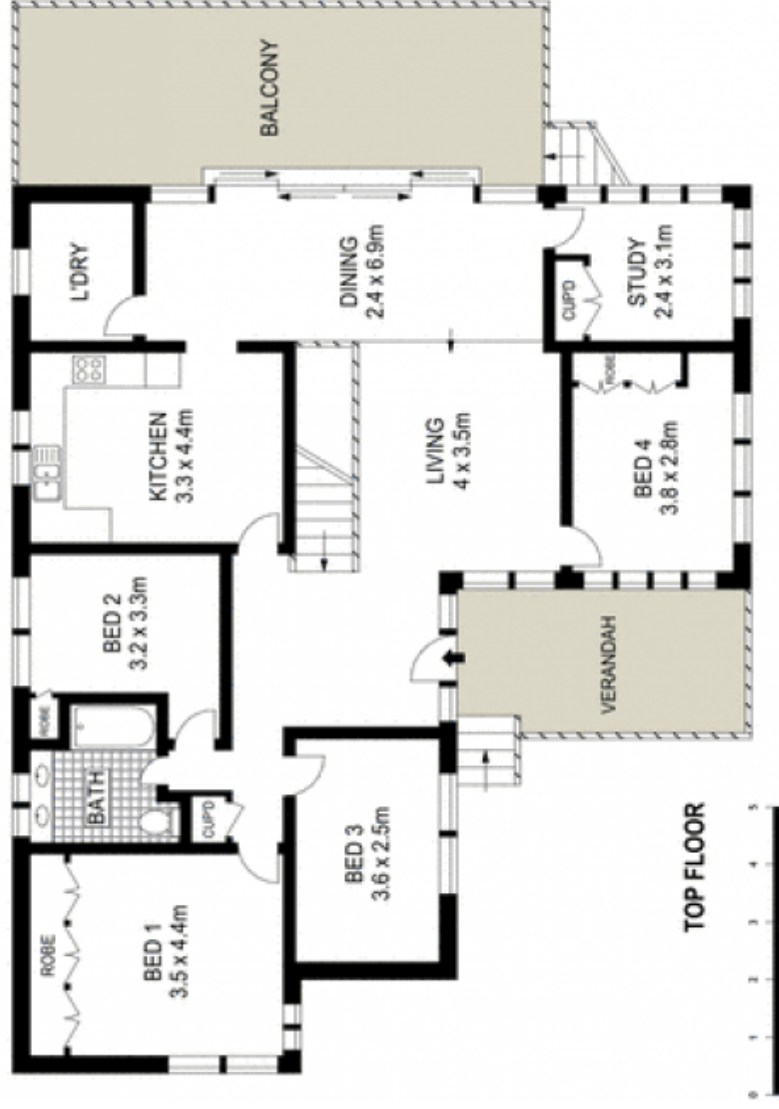 BALCONY
L'DRY
DINING
2.4 x 6.9m
CUP'D
STUDY
2.4 x 3.1m
KITCHEN
3.3 x 4.4m
LIVING
4 x 3.5m
ROBE
BED 4
3.8 x 2.8m
BED 2
3.2 x 3.3m
ROBE
VERANDAH
BATH
CUP'D
BED 3
3.6 x 2.5m
ROBE
BED 1
3.5 x 4.4m
TOP FLOOR
0 1 2 3 4 5